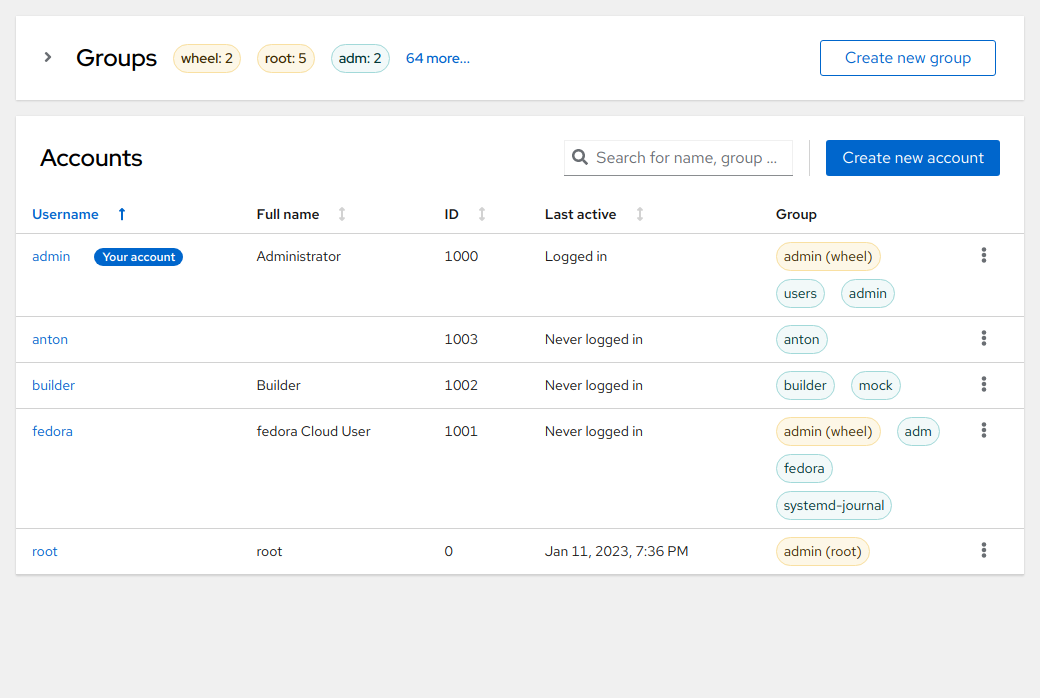 Groups wheel: 2 root: 5 adm: 2 64 more... Create new group
Accounts Search for name, group ... Create new account
Username Full name ID Last active Group
admin Your account Administrator 1000 Logged in admin (wheel)
users admin
anton 1003 Never logged in anton
builder Builder 1002 Never logged in builder mock
fedora fedora Cloud User 1001 Never logged in admin (wheel) adm
fedora
systemd-journal
root root 0 Jan 11, 2023, 7:36 PM admin (root)